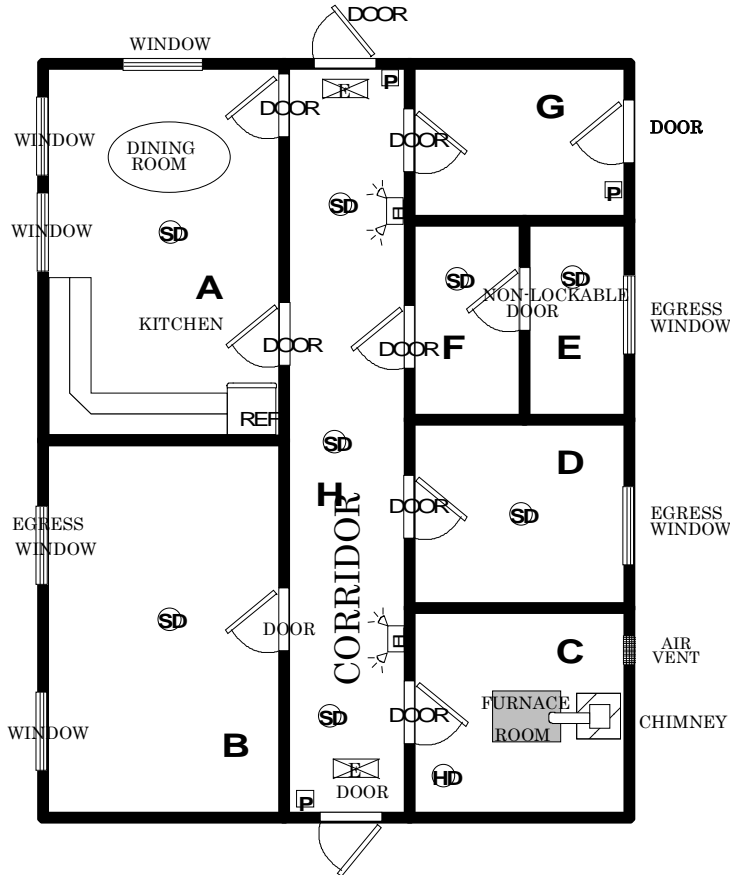 DOOR
WINDOW
E
P
DOOR
G
WINDOW
DINING
ROOM
DOOR
DOOR
P
WINDOW
SD
SD
E
A
KITCHEN
DOOR
SD
SD
NON-LOCKABLE
DOOR
DOOR
F
E
EGRESS
WINDOW
REF
SD
H
CORRIDOR
D
DOOR
SD
EGRESS
WINDOW
EGRESS
WINDOW
SD
DOOR
E
C
AIR
VENT
WINDOW
B
SD
DOOR
FURNACE
ROOM
CHIMNEY
HD
E
DOOR
P